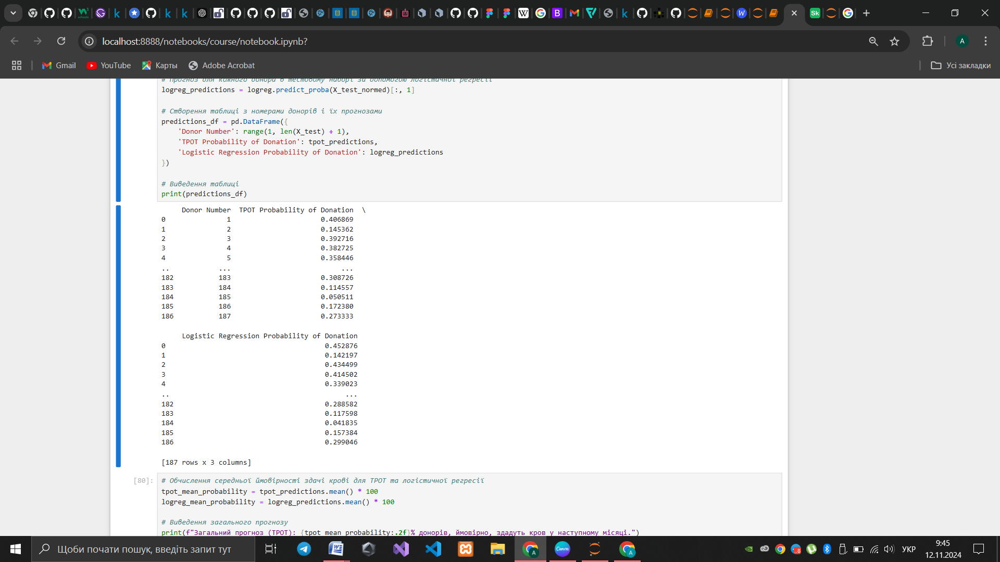 localhost:8888/notebooks/course/notebook.ipynb?
A
Gmail
YouTube
Карты
Adobe Acrobat
Усі закладки
# Прогноз для кожного донора в тестовому наборі за допомогою логістичної регресії
logreg_predictions = logreg.predict_proba(X_test_normed)[:, 1]
# Створення таблиці з номерами донорів і їх прогнозами
predictions_df = pd.DataFrame({
    'Donor Number': range(1, len(X_test) + 1),
    'TPOT Probability of Donation': tpot_predictions,
    'Logistic Regression Probability of Donation': logreg_predictions
})
# Виведення таблиці
print(predictions_df)
     Donor Number  TPOT Probability of Donation  \
0               1                      0.406869
1               2                      0.145362
2               3                      0.392716
3               4                      0.382725
4               5                      0.358446
..            ...                           ...
182           183                      0.308726
183           184                      0.114557
184           185                      0.050511
185           186                      0.172380
186           187                      0.273333
     Logistic Regression Probability of Donation
0                                       0.452876
1                                       0.142197
2                                       0.434499
3                                       0.414502
4                                       0.339023
..                                           ...
182                                     0.288582
183                                     0.117598
184                                     0.041835
185                                     0.157384
186                                     0.299046
[187 rows x 3 columns]
[80]:
# Обчислення середньої ймовірності здачі крові для TPOT та логістичної регресії
tpot_mean_probability = tpot_predictions.mean() * 100
logreg_mean_probability = logreg_predictions.mean() * 100
# Виведення загального прогнозу
print(f"Загальний прогноз (TPOT): {tpot_mean_probability:.2f}% донорів, ймовірно, здадуть кров у наступному місяці.")
Щоби почати пошук, введіть запит тут
УКР
9:45
12.11.2024